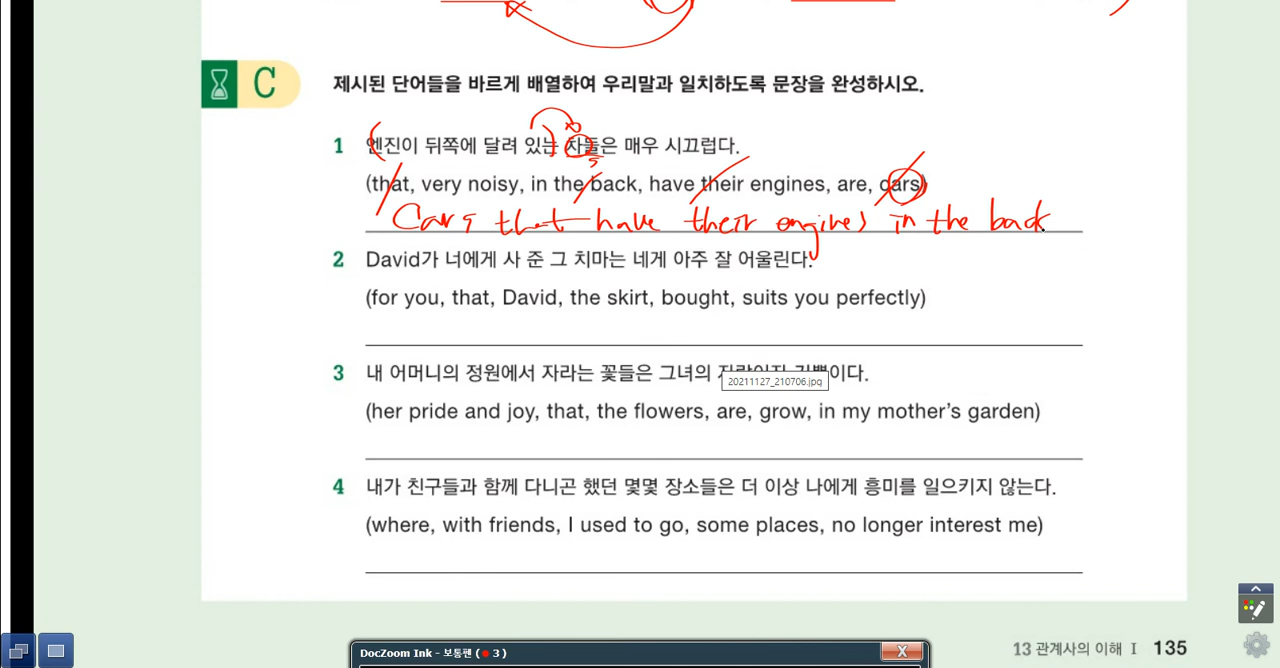 C
제시된 단어들을 바르게 배열하여 우리말과 일치하도록 문장을 완성하시오.
1 엔진이 뒤쪽에 달려 있는 차들은 매우 시끄럽다.
(that, very noisy, in the back, have their engines, are, cars)
Cars that have their engines in the back
2 David가 너에게 사 준 그 치마는 네게 아주 잘 어울린다.
(for you, that, David, the skirt, bought, suits you perfectly)
3 내 어머니의 정원에서 자라는 꽃들은 그녀의 자랑이자 기쁨이다.
20211127_210706.jpg
(her pride and joy, that, the flowers, are, grow, in my mother's garden)
4 내가 친구들과 함께 다니곤 했던 몇몇 장소들은 더 이상 나에게 흥미를 일으키지 않는다.
(where, with friends, I used to go, some places, no longer interest me)
13 관계사의 이해 I 135
DocZoom Ink - 보통펜 ( 3 )
X